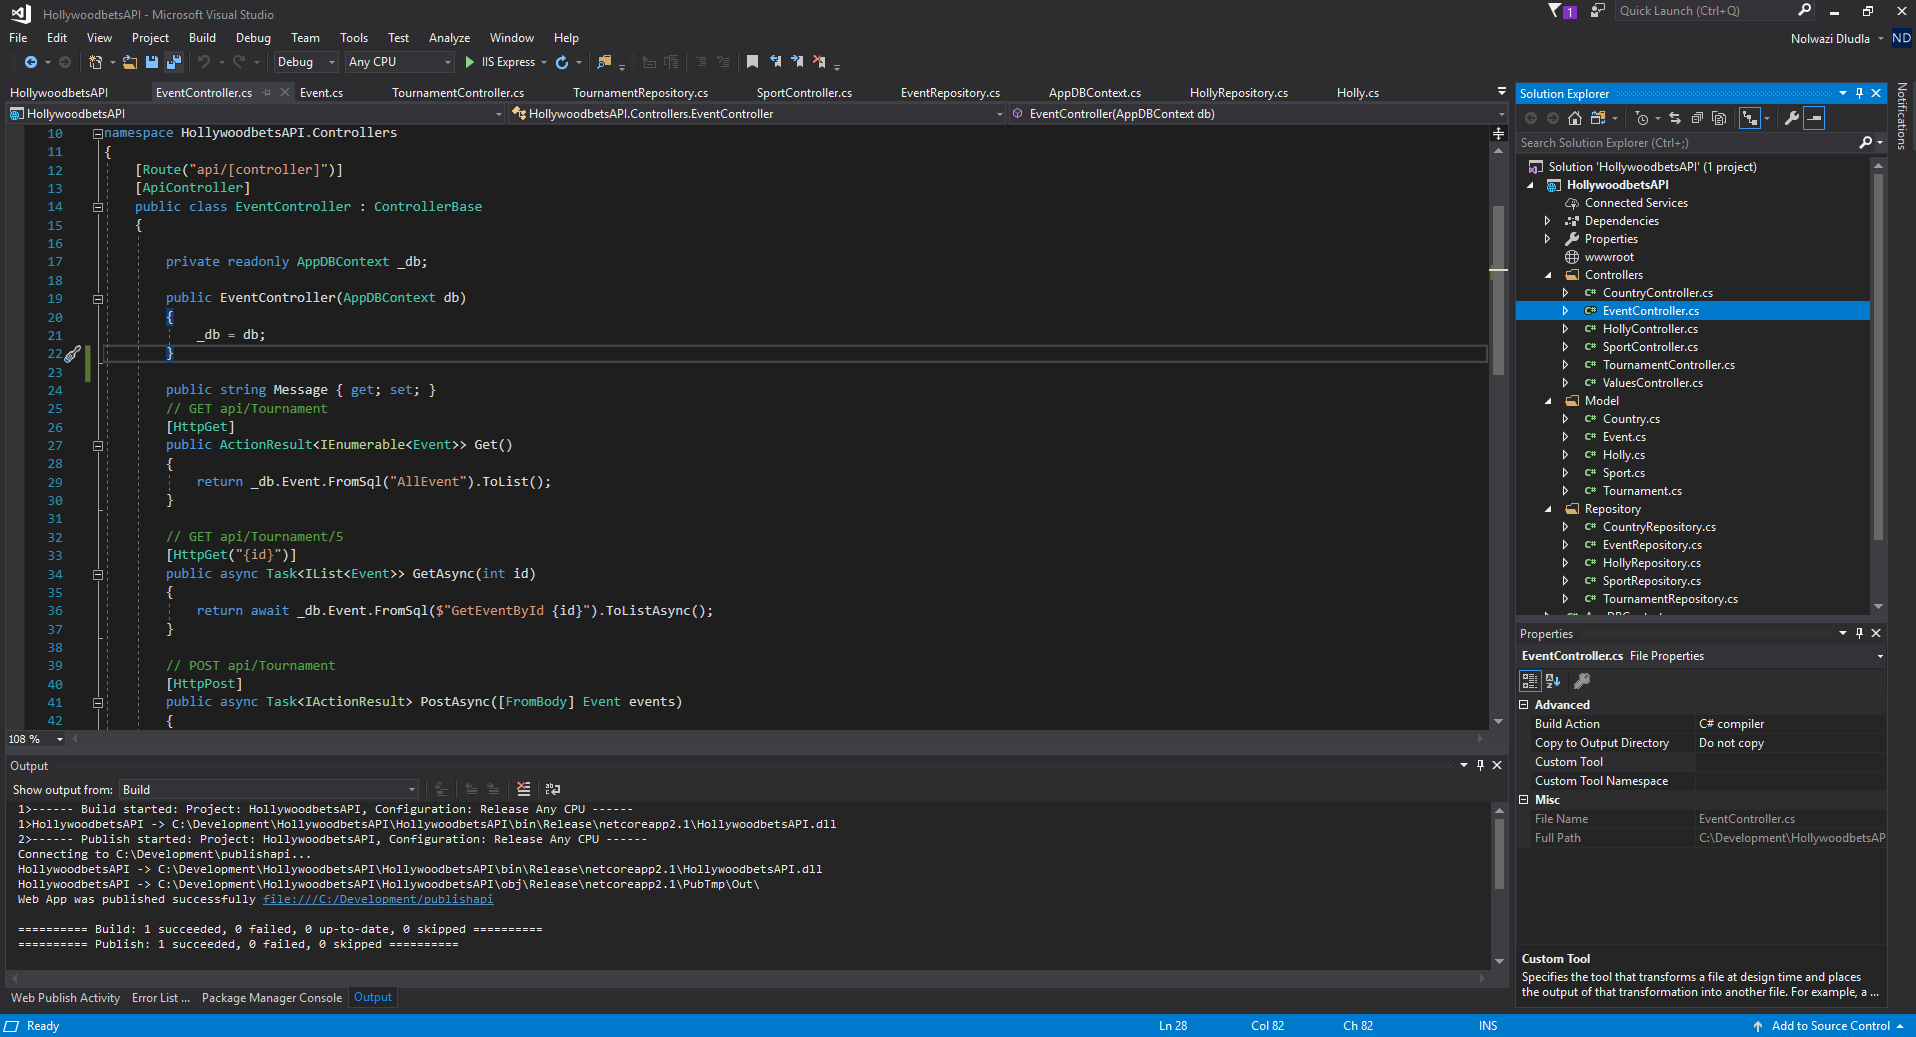 HollywoodbetsAPI - Microsoft Visual Studio
1
Quick Launch (Ctrl+Q)
File Edit View Project Build Debug Team Tools Test Analyze Window Help
Nolwazi Dludla ND
Debug Any CPU IIS Express
HollywoodbetsAPI EventController.cs Event.cs TournamentController.cs TournamentRepository.cs SportController.cs EventRepository.cs AppDBContext.cs HollyRepository.cs Holly.cs
HollywoodbetsAPI HollywoodbetsAPI.Controllers.EventController EventController(AppDBContext db)
10 namespace HollywoodbetsAPI.Controllers
11 {
12 [Route("api/[controller]")]
13 [ApiController]
14 public class EventController : ControllerBase
15 {
16
17 private readonly AppDBContext _db;
18
19 public EventController(AppDBContext db)
20 {
21 _db = db;
22 }
23
24 public string Message { get; set; }
25 // GET api/Tournament
26 [HttpGet]
27 public ActionResult<IEnumerable<Event>> Get()
28 {
29 return _db.Event.FromSql("AllEvent").ToList();
30 }
31
32 // GET api/Tournament/5
33 [HttpGet("{id}")]
34 public async Task<IList<Event>> GetAsync(int id)
35 {
36 return await _db.Event.FromSql($"GetEventById {id}").ToListAsync();
37 }
38
39 // POST api/Tournament
40 [HttpPost]
41 public async Task<IActionResult> PostAsync([FromBody] Event events)
42 {
108 %
Output
Show output from: Build
1>------ Build started: Project: HollywoodbetsAPI, Configuration: Release Any CPU ------
1>HollywoodbetsAPI -> C:\Development\HollywoodbetsAPI\HollywoodbetsAPI\bin\Release\netcoreapp2.1\HollywoodbetsAPI.dll
2>------ Publish started: Project: HollywoodbetsAPI, Configuration: Release Any CPU ------
Connecting to C:\Development\publishapi...
HollywoodbetsAPI -> C:\Development\HollywoodbetsAPI\HollywoodbetsAPI\bin\Release\netcoreapp2.1\HollywoodbetsAPI.dll
HollywoodbetsAPI -> C:\Development\HollywoodbetsAPI\HollywoodbetsAPI\obj\Release\netcoreapp2.1\PubTmp\Out\
Web App was published successfully file:///C:/Development/publishapi
========== Build: 1 succeeded, 0 failed, 0 up-to-date, 0 skipped ==========
========== Publish: 1 succeeded, 0 failed, 0 skipped ==========
Web Publish Activity Error List ... Package Manager Console Output
Solution Explorer
Search Solution Explorer (Ctrl+;)
Solution 'HollywoodbetsAPI' (1 project)
HollywoodbetsAPI
Connected Services
Dependencies
Properties
wwwroot
Controllers
C# CountryController.cs
C# EventController.cs
C# HollyController.cs
C# SportController.cs
C# TournamentController.cs
C# ValuesController.cs
Model
C# Country.cs
C# Event.cs
C# Holly.cs
C# Sport.cs
C# Tournament.cs
Repository
C# CountryRepository.cs
C# EventRepository.cs
C# HollyRepository.cs
C# SportRepository.cs
C# TournamentRepository.cs
Notifications
Properties
EventController.cs File Properties
Advanced
Build Action C# compiler
Copy to Output Directory Do not copy
Custom Tool
Custom Tool Namespace
Misc
File Name EventController.cs
Full Path C:\Development\HollywoodbetsAP
Custom Tool
Specifies the tool that transforms a file at design time and places
the output of that transformation into another file. For example, a ...
Ready Ln 28 Col 82 Ch 82 INS Add to Source Control